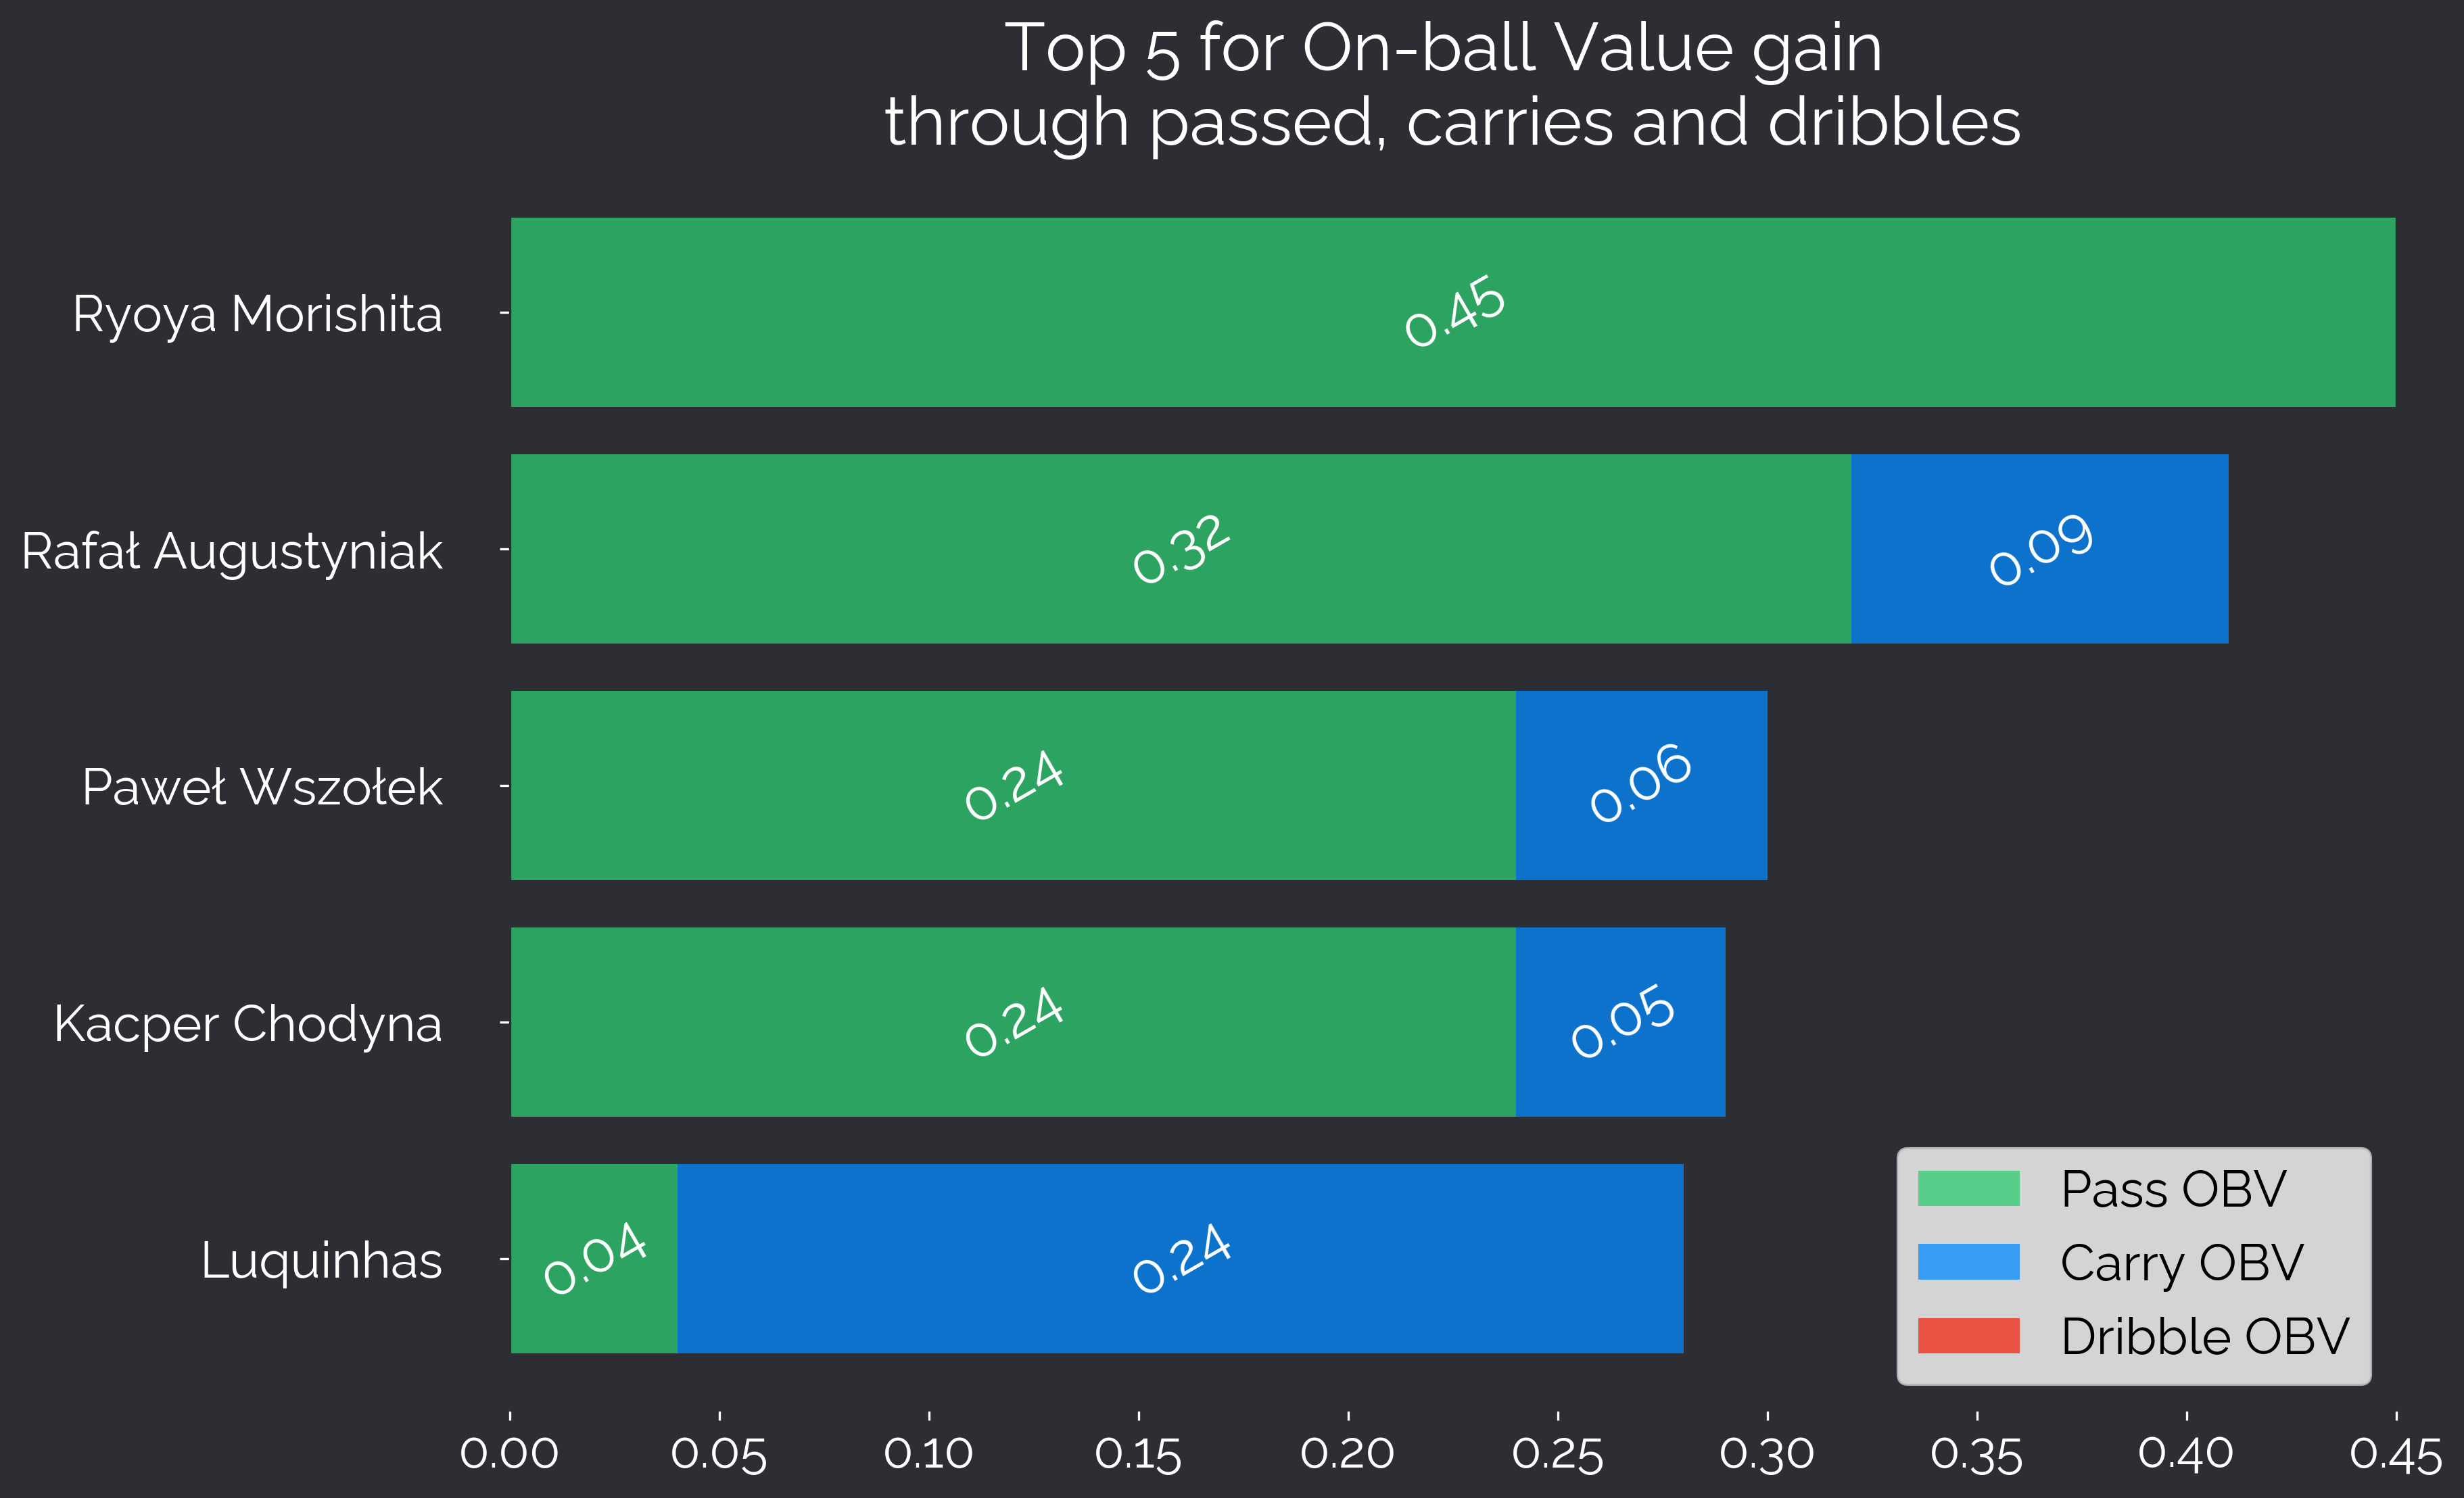 Top 5 for On-ball Value gain
through passed, carries and dribbles
Ryoya Morishita
0.45
Rafał Augustyniak
0.32
0.09
Paweł Wszołek
0.24
0.06
Kacper Chodyna
0.24
0.05
Luquinhas
0.04
0.24
Pass OBV
Carry OBV
Dribble OBV
0.00 0.05 0.10 0.15 0.20 0.25 0.30 0.35 0.40 0.45